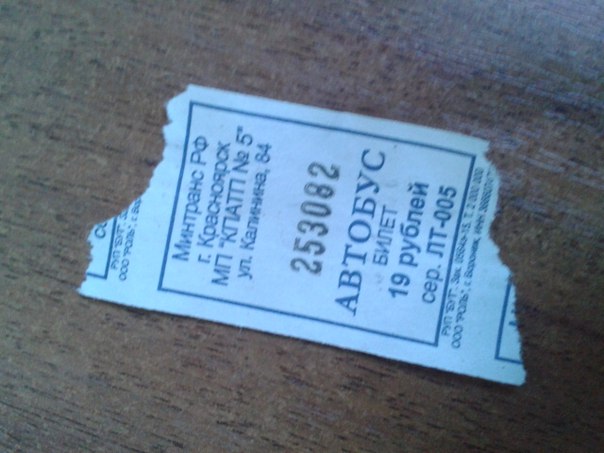 Минтранс РФ
г. Красноярск
МП "КПАТП № 5"
ул. Калинина, 84
253082
АВТОБУС
БИЛЕТ
19 рублей
сер. ЛТ-005